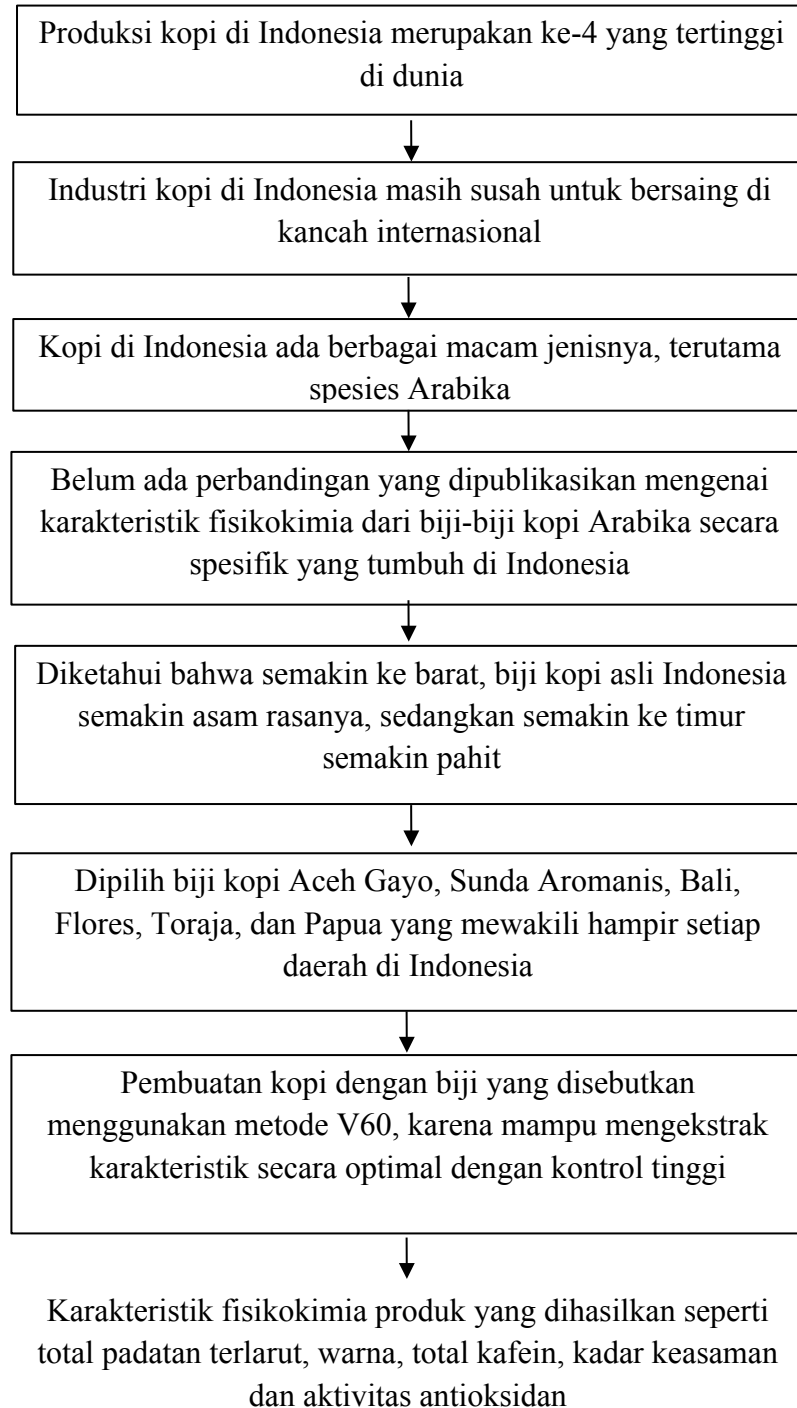 Produksi kopi di Indonesia merupakan ke-4 yang tertinggi
di dunia
Industri kopi di Indonesia masih susah untuk bersaing di
kancah internasional
Kopi di Indonesia ada berbagai macam jenisnya, terutama
spesies Arabika
Belum ada perbandingan yang dipublikasikan mengenai
karakteristik fisikokimia dari biji-biji kopi Arabika secara
spesifik yang tumbuh di Indonesia
Diketahui bahwa semakin ke barat, biji kopi asli Indonesia
semakin asam rasanya, sedangkan semakin ke timur
semakin pahit
Dipilih biji kopi Aceh Gayo, Sunda Aromanis, Bali,
Flores, Toraja, dan Papua yang mewakili hampir setiap
daerah di Indonesia
Pembuatan kopi dengan biji yang disebutkan
menggunakan metode V60, karena mampu mengekstrak
karakteristik secara optimal dengan kontrol tinggi
Karakteristik fisikokimia produk yang dihasilkan seperti
total padatan terlarut, warna, total kafein, kadar keasaman
dan aktivitas antioksidan